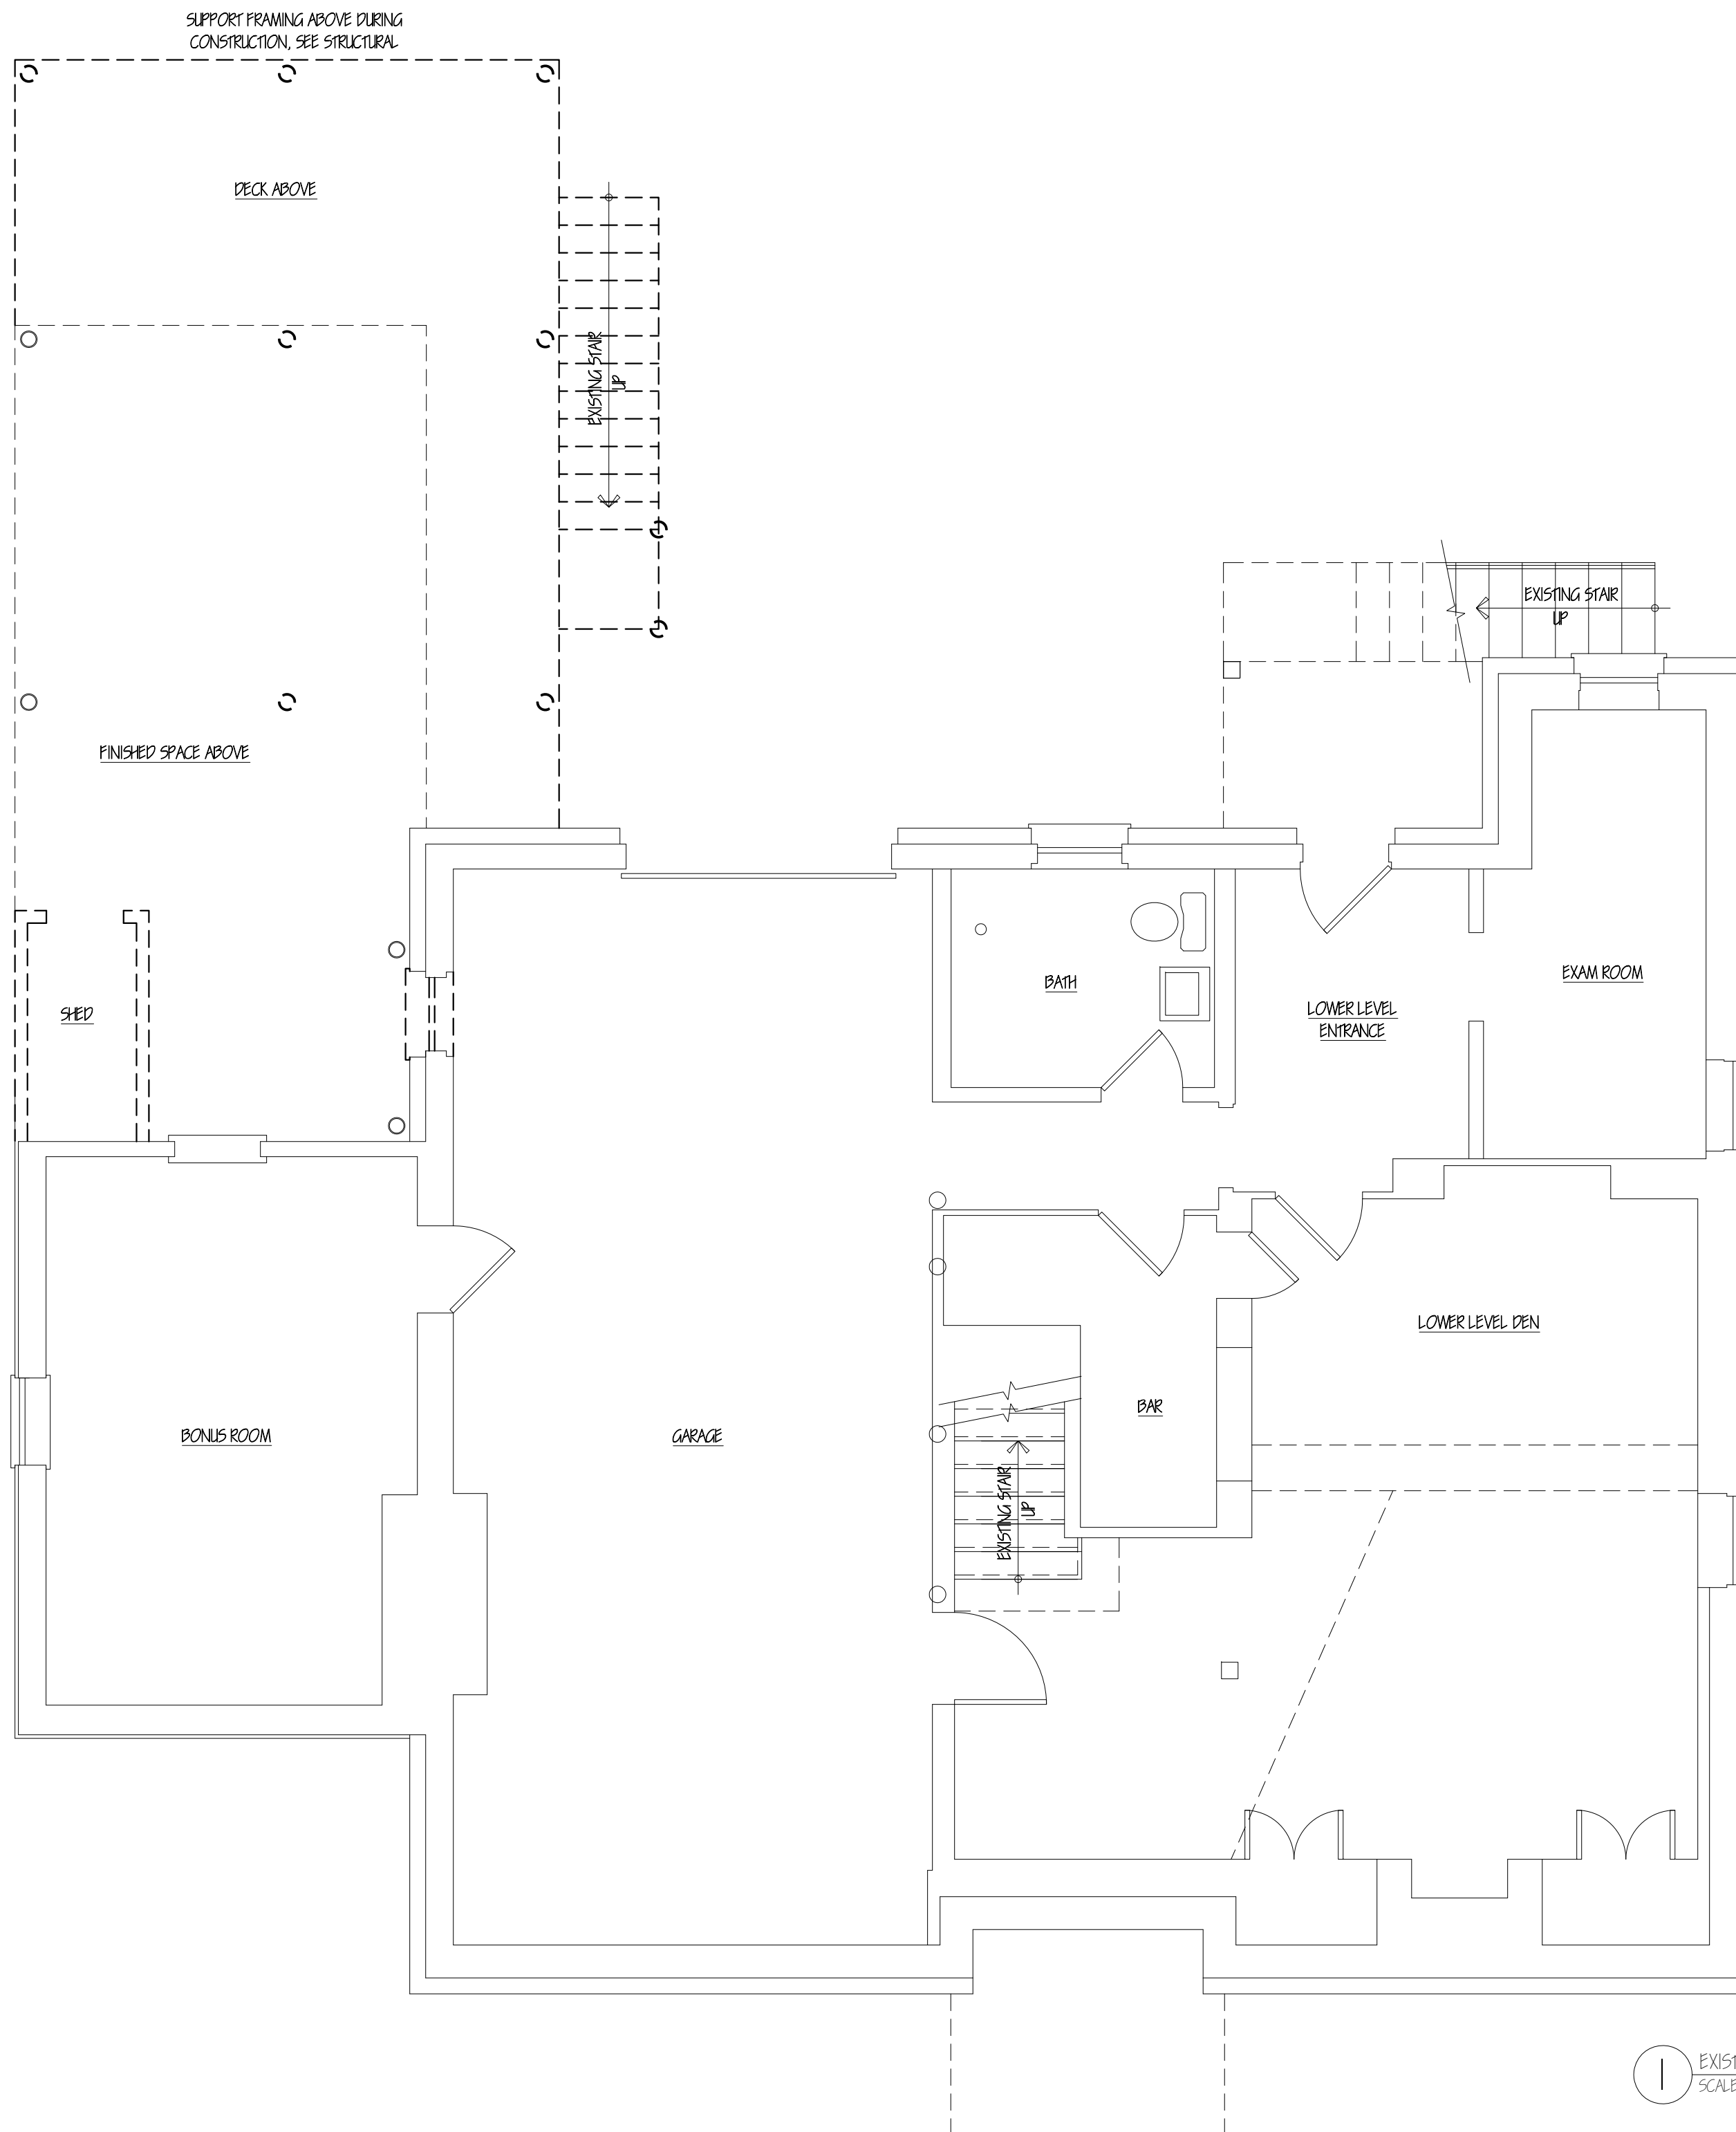 SUPPORT FRAMING ABOVE DURING
CONSTRUCTION, SEE STRUCTURAL
DECK ABOVE
EXISTING STAIR
UP
EXISTING STAIR
UP
FINISHED SPACE ABOVE
SHED
BATH
EXAM ROOM
LOWER LEVEL
ENTRANCE
LOWER LEVEL DEN
BAR
BONUS ROOM
GARAGE
EXISTING STAIR
UP
1
EXIST
SCALE